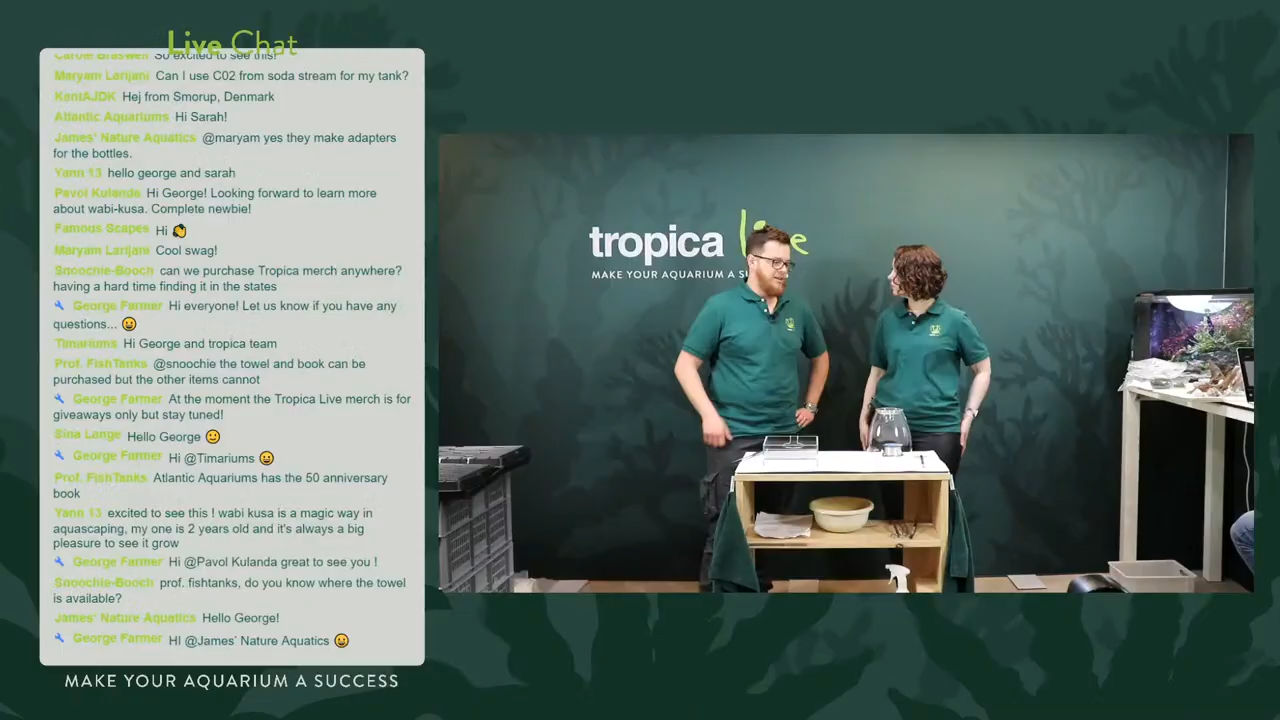 Live Chat
Carole Braswell So excited to see this!
Maryam Larijani Can I use C02 from soda stream for my tank?
KentAJDK Hej from Smorup, Denmark
Atlantic Aquariums Hi Sarah!
James' Nature Aquatics @maryam yes they make adapters
for the bottles.
Yann 13 hello george and sarah
Pavol Kulanda Hi George! Looking forward to learn more
about wabi-kusa. Complete newbie!
Famous Scapes Hi
Maryam Larijani Cool swag!
Snoochie-Booch can we purchase Tropica merch anywhere?
having a hard time finding it in the states
George Farmer Hi everyone! Let us know if you have any
questions...
Timariums Hi George and tropica team
Prof. FishTanks @snoochie the towel and book can be
purchased but the other items cannot
George Farmer At the moment the Tropica Live merch is for
giveaways only but stay tuned!
Sina Lange Hello George
George Farmer Hi @Timariums
Prof. FishTanks Atlantic Aquariums has the 50 anniversary
book
Yann 13 excited to see this ! wabi kusa is a magic way in
aquascaping, my one is 2 years old and it's always a big
pleasure to see it grow
George Farmer Hi @Pavol Kulanda great to see you !
Snoochie-Booch prof. fishtanks, do you know where the towel
is available?
James' Nature Aquatics Hello George!
George Farmer HI @James' Nature Aquatics
MAKE YOUR AQUARIUM A SUCCESS
tropica live
MAKE YOUR AQUARIUM A S